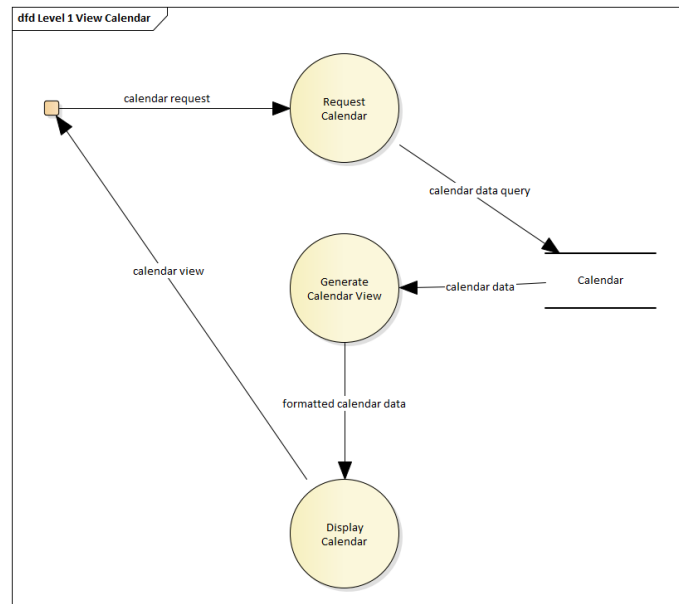 dfd Level 1 View Calendar
calendar request
Request
Calendar
calendar data query
calendar view
Generate
Calendar View
calendar data
Calendar
formatted calendar data
Display
Calendar